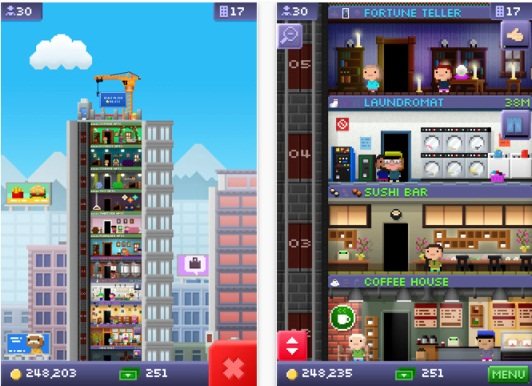 30
17
248,203
251
30
17
FORTUNE TELLER
05
LAUNDROMAT
38M
04
SUSHI BAR
03
COFFEE HOUSE
248,235
251
MENU